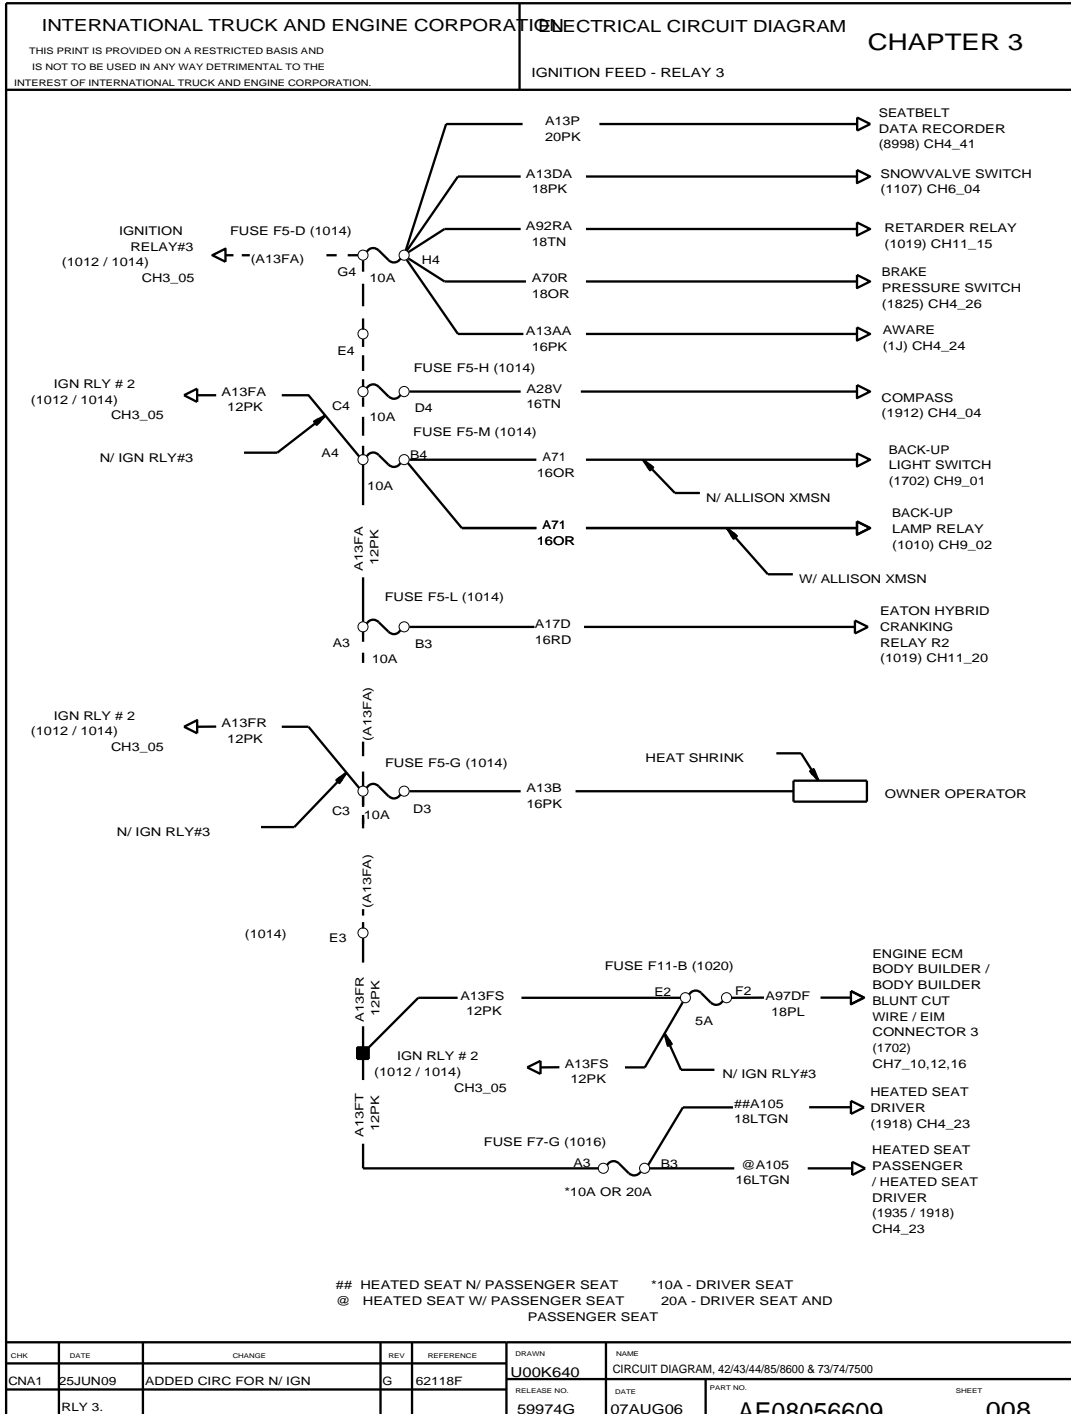 INTERNATIONAL TRUCK AND ENGINE CORPORATION
THIS PRINT IS PROVIDED ON A RESTRICTED BASIS AND
IS NOT TO BE USED IN ANY WAY DETRIMENTAL TO THE
INTEREST OF INTERNATIONAL TRUCK AND ENGINE CORPORATION.
ELECTRICAL CIRCUIT DIAGRAM
CHAPTER 3
IGNITION FEED - RELAY 3
A13P
20PK
SEATBELT
DATA RECORDER
(8998) CH4_41
A13DA
18PK
SNOWVALVE SWITCH
(1107) CH6_04
IGNITION
RELAY#3
(1012 / 1014)
CH3_05
(A13FA)
FUSE F5-D (1014)
G4
10A
H4
A92RA
18TN
RETARDER RELAY
(1019) CH11_15
A70R
18OR
BRAKE
PRESSURE SWITCH
(1825) CH4_26
A13AA
16PK
AWARE
(1J) CH4_24
E4
IGN RLY # 2
(1012 / 1014)
CH3_05
A13FA
12PK
N/ IGN RLY#3
FUSE F5-H (1014)
C4
10A
D4
A28V
16TN
COMPASS
(1912) CH4_04
FUSE F5-M (1014)
A4
10A
B4
A71
16OR
BACK-UP
LIGHT SWITCH
(1702) CH9_01
N/ ALLISON XMSN
A71
16OR
BACK-UP
LAMP RELAY
(1010) CH9_02
W/ ALLISON XMSN
A13FA
12PK
FUSE F5-L (1014)
A3
10A
B3
A17D
16RD
EATON HYBRID
CRANKING
RELAY R2
(1019) CH11_20
(A13FA)
IGN RLY # 2
(1012 / 1014)
CH3_05
A13FR
12PK
N/ IGN RLY#3
FUSE F5-G (1014)
C3
10A
D3
A13B
16PK
HEAT SHRINK
OWNER OPERATOR
(A13FA)
(1014)
E3
A13FR
12PK
A13FS
12PK
FUSE F11-B (1020)
E2
5A
F2
A97DF
18PL
ENGINE ECM
BODY BUILDER /
BODY BUILDER
BLUNT CUT
WIRE / EIM
CONNECTOR 3
(1702)
CH7_10,12,16
IGN RLY # 2
(1012 / 1014)
CH3_05
A13FS
12PK
N/ IGN RLY#3
A13FT
12PK
FUSE F7-G (1016)
A3
*10A OR 20A
B3
##A105
18LTGN
HEATED SEAT
DRIVER
(1918) CH4_23
@A105
16LTGN
HEATED SEAT
PASSENGER
/ HEATED SEAT
DRIVER
(1935 / 1918)
CH4_23
## HEATED SEAT N/ PASSENGER SEAT *10A - DRIVER SEAT
@ HEATED SEAT W/ PASSENGER SEAT 20A - DRIVER SEAT AND
PASSENGER SEAT
CHK DATE CHANGE REV REFERENCE
CNA1 25JUN09 ADDED CIRC FOR N/ IGN G 62118F
RLY 3.
DRAWN
U00K640
NAME
CIRCUIT DIAGRAM, 42/43/44/85/8600 & 73/74/7500
RELEASE NO.
59974G
DATE
07AUG06
PART NO.
AE08056609
SHEET
008